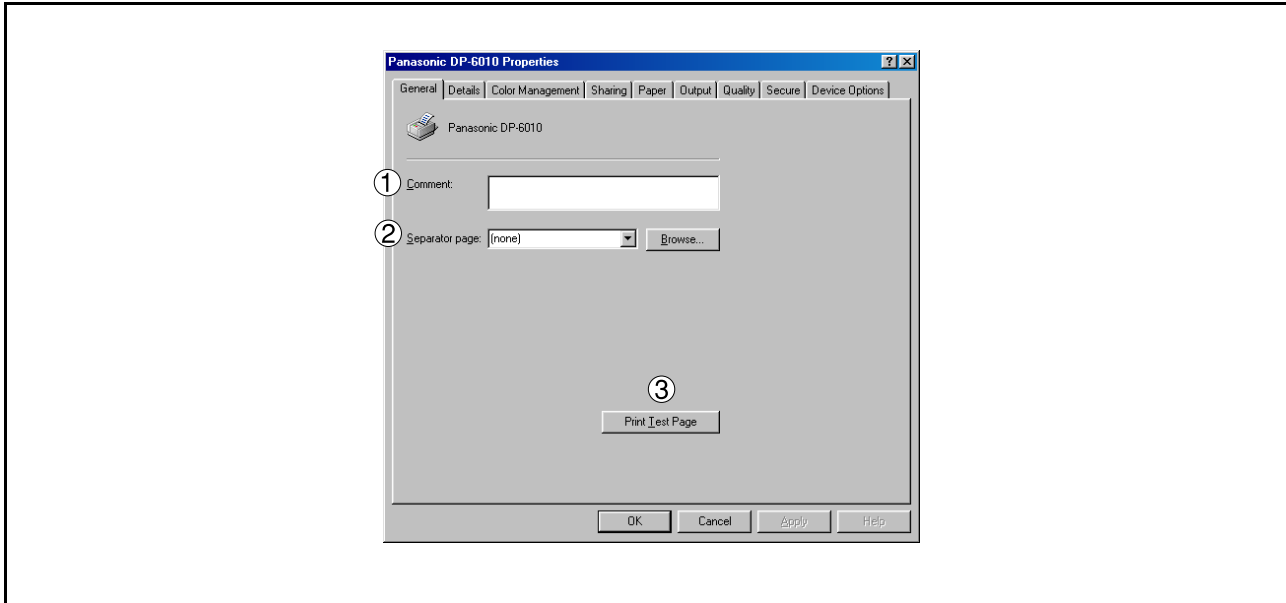 Panasonic DP-6010 Properties
General Details Color Management Sharing Paper Output Quality Secure Device Options
Panasonic DP-6010
1 Comment:
2 Separator page: (none) Browse...
3
Print Test Page
OK Cancel Apply Help